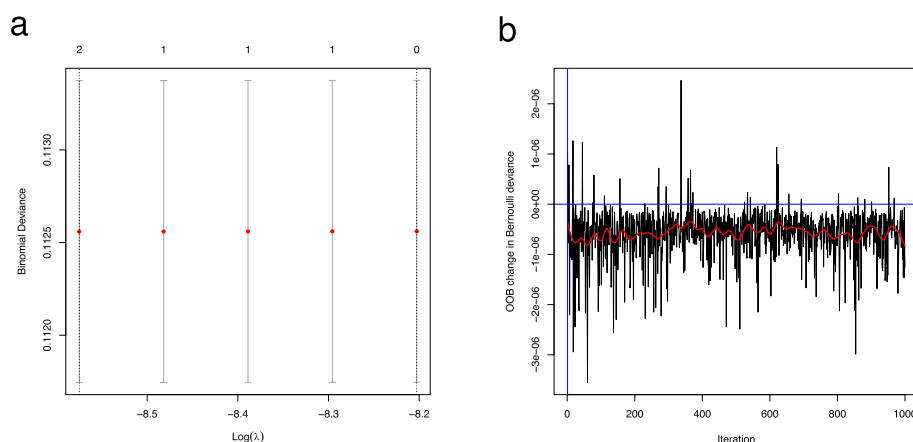 a
2 1 1 1 0
Binomial Deviance
0.1130
0.1125
0.1120
−8.5 −8.4 −8.3 −8.2
Log(λ)
b
OOB change in Bernoulli deviance
2e−06
1e−06
0e+00
−1e−06
−2e−06
−3e−06
0 200 400 600 800 1000
Iteration